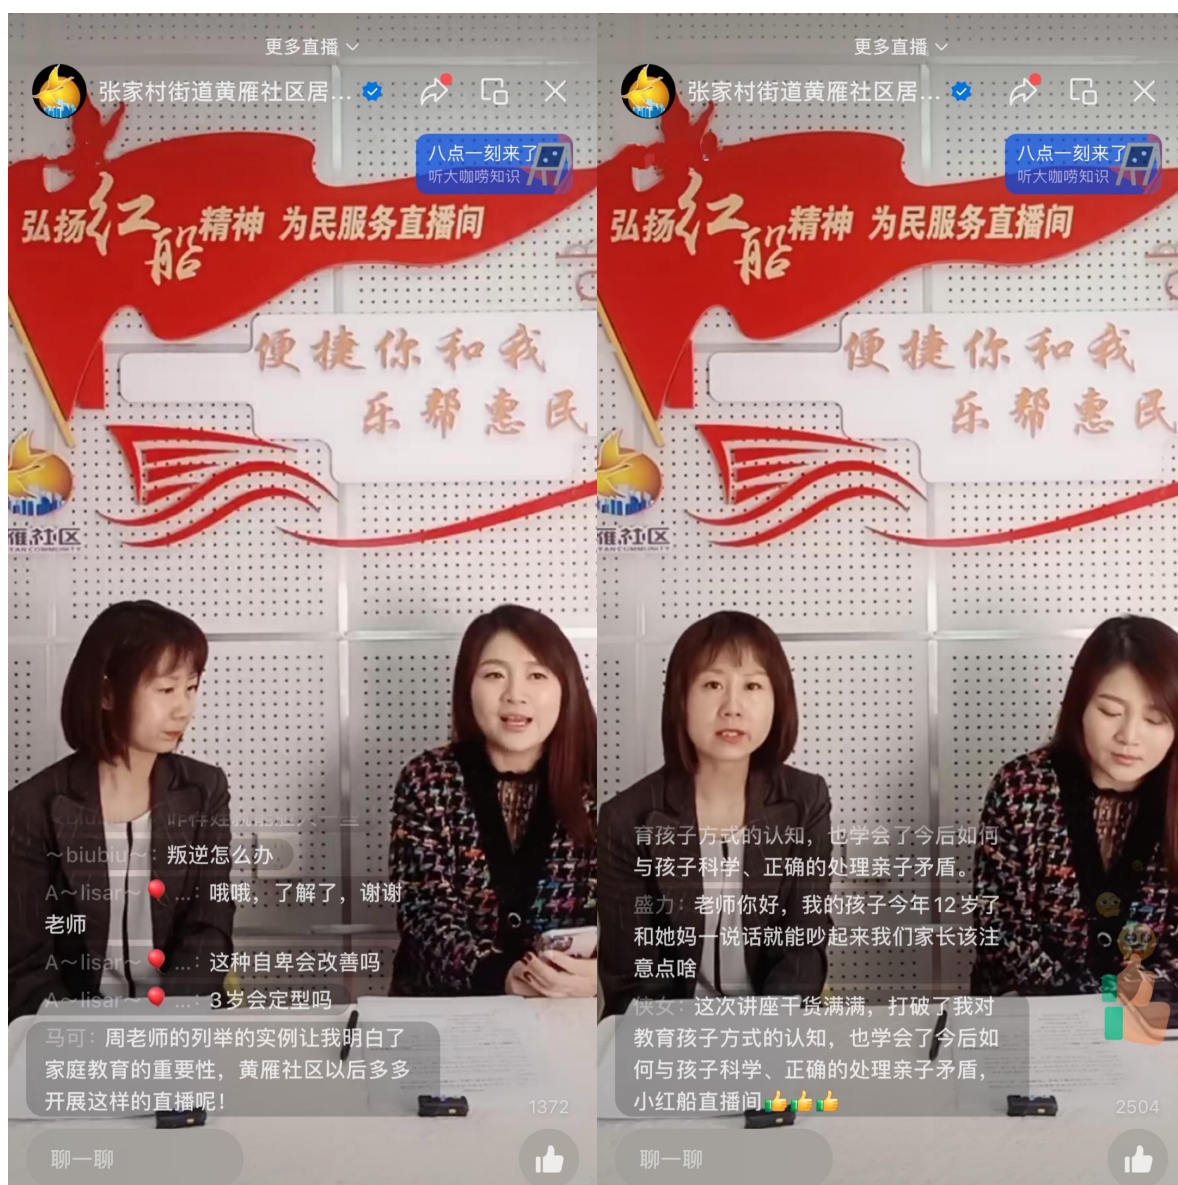 更多直播
张家村街道黄雁社区居...
八点一刻来了
听大咖唠知识
弘扬红船精神 为民服务直播间
便捷你和我
乐帮惠民
雁社区
～biubiu～：叛逆怎么办
A～lisar～🎈...：哦哦，了解了，谢谢
老师
A～lisar～🎈...：这种自卑会改善吗
A～lisar～🎈...：3岁会定型吗
马可：周老师的列举的实例让我明白了
家庭教育的重要性，黄雁社区以后多多
开展这样的直播呢！
1372
聊一聊
更多直播
张家村街道黄雁社区居...
八点一刻来了
听大咖唠知识
弘扬红船精神 为民服务直播间
便捷你和我
乐帮惠民
雁社区
育孩子方式的认知，也学会了今后如何
与孩子科学、正确的处理亲子矛盾。
盛力：老师你好，我的孩子今年12岁了
和她妈一说话就能吵起来我们家长该注
意点啥
侠女：这次讲座干货满满，打破了我对
教育孩子方式的认知，也学会了今后如
何与孩子科学、正确的处理亲子矛盾，
小红船直播间👍👍👍
2504
聊一聊